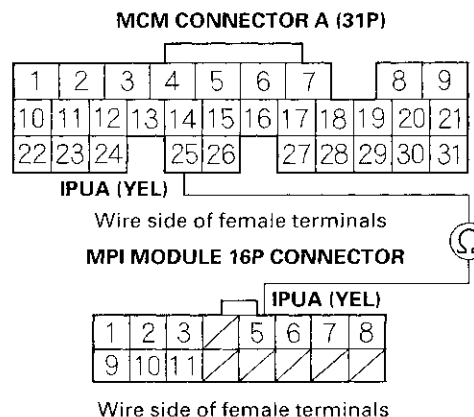 MCM CONNECTOR A (31P)
1 2 3 4 5 6 7 8 9
10 11 12 13 14 15 16 17 18 19 20 21
22 23 24 25 26 27 28 29 30 31
IPUA (YEL)
Wire side of female terminals
Ω
MPI MODULE 16P CONNECTOR
IPUA (YEL)
1 2 3 5 6 7 8
9 10 11
Wire side of female terminals